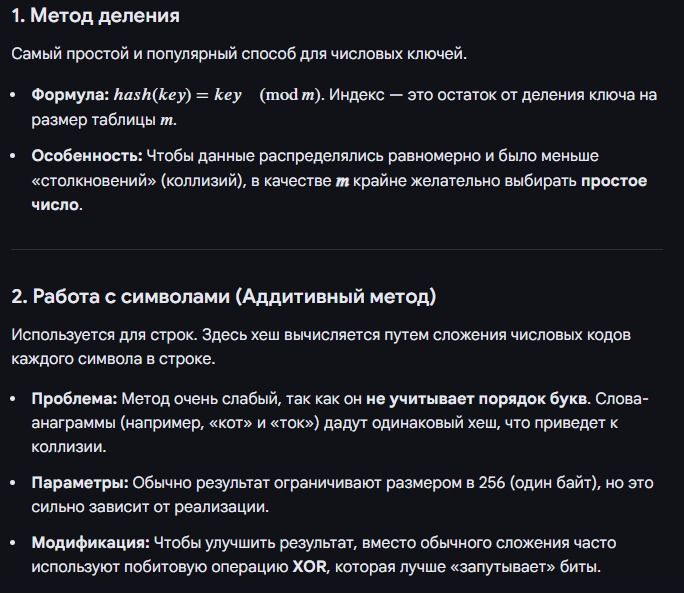 1. Метод деления
Самый простой и популярный способ для числовых ключей.
• Формула: hash(key) = key (mod m). Индекс — это остаток от деления ключа на
размер таблицы m.
• Особенность: Чтобы данные распределялись равномерно и было меньше
«столкновений» (коллизий), в качестве m крайне желательно выбирать простое
число.
2. Работа с символами (Аддитивный метод)
Используется для строк. Здесь хеш вычисляется путем сложения числовых кодов
каждого символа в строке.
• Проблема: Метод очень слабый, так как он не учитывает порядок букв. Слова-
анаграммы (например, «кот» и «ток») дадут одинаковый хеш, что приведет к
коллизии.
• Параметры: Обычно результат ограничивают размером в 256 (один байт), но это
сильно зависит от реализации.
• Модификация: Чтобы улучшить результат, вместо обычного сложения часто
используют побитовую операцию XOR, которая лучше «запутывает» биты.